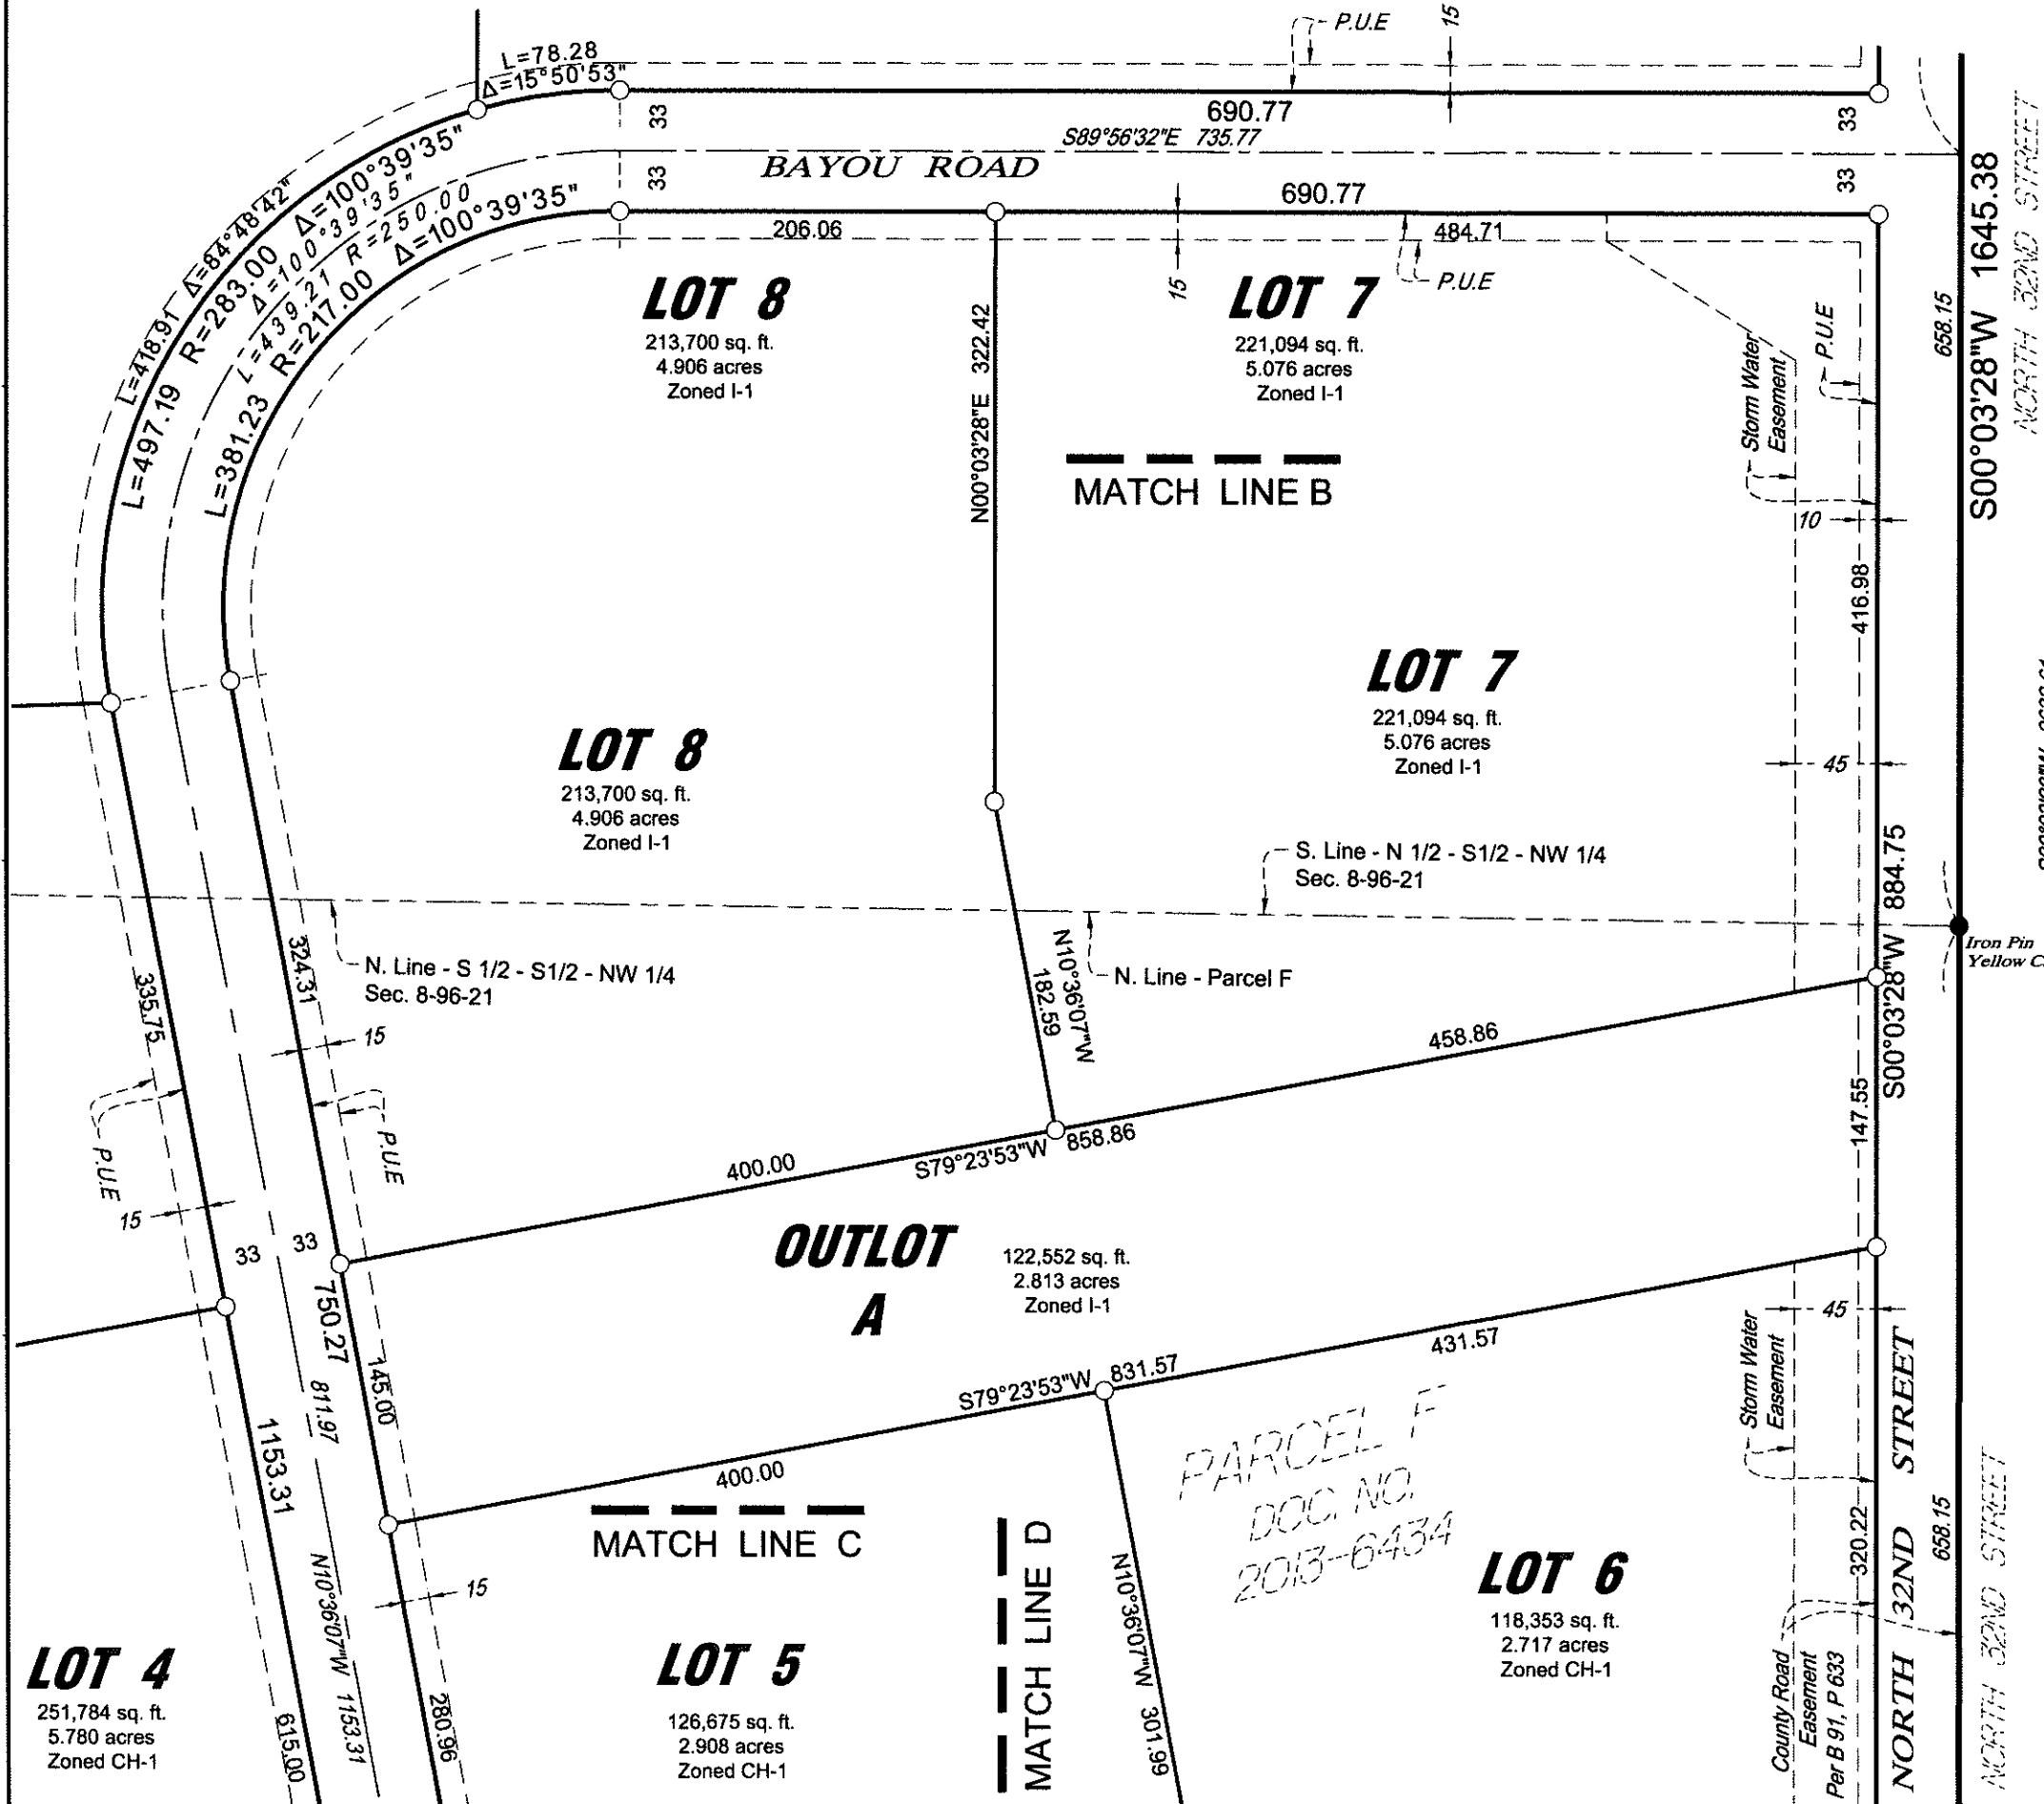 P.U.E
15
L=78.28
Δ=15°50'53"
33
690.77
33
S89°56'32"E 735.77
BAYOU ROAD
33
33
690.77
206.06
484.71
15
P.U.E
L=418.91 Δ=84°48'42"
L=497.19 R=283.00 Δ=100°39'35"
Δ=100°39'35"
L=439.21 R=250.00
L=381.23 R=217.00 Δ=100°39'35"
LOT 8
213,700 sq. ft.
4.906 acres
Zoned I-1
N00°03'28"E 322.42
LOT 7
221,094 sq. ft.
5.076 acres
Zoned I-1
MATCH LINE B
Storm Water
Easement
P.U.E
10
658.15
S00°03'28"W 1645.38
NORTH 32ND STREET
416.98
LOT 7
221,094 sq. ft.
5.076 acres
Zoned I-1
45
LOT 8
213,700 sq. ft.
4.906 acres
Zoned I-1
S. Line - N 1/2 - S1/2 - NW 1/4
Sec. 8-96-21
S00°03'28"W 884.75
Iron Pin
Yellow
N. Line - S 1/2 - S1/2 - NW 1/4
Sec. 8-96-21
N. Line - Parcel F
N10°36'07"W
182.59
335.75
324.31
15
P.U.E
P.U.E
15
33
33
458.86
400.00
S79°23'53"W
858.86
147.55
OUTLOT
A
122,552 sq. ft.
2.813 acres
Zoned I-1
750.27
145.00
811.97
1153.31
S79°23'53"W
831.57
431.57
400.00
45
Storm Water
Easement
MATCH LINE C
MATCH LINE D
PARCEL F
DOC. NO.
2013-6434
N10°36'07"W 1153.31
15
280.96
615.00
LOT 4
251,784 sq. ft.
5.780 acres
Zoned CH-1
LOT 5
126,675 sq. ft.
2.908 acres
Zoned CH-1
N10°36'07"W 301.99
LOT 6
118,353 sq. ft.
2.717 acres
Zoned CH-1
County Road
Easement
Per B 91, P 633
320.22
NORTH 32ND STREET
658.15
NORTH 32ND STREET